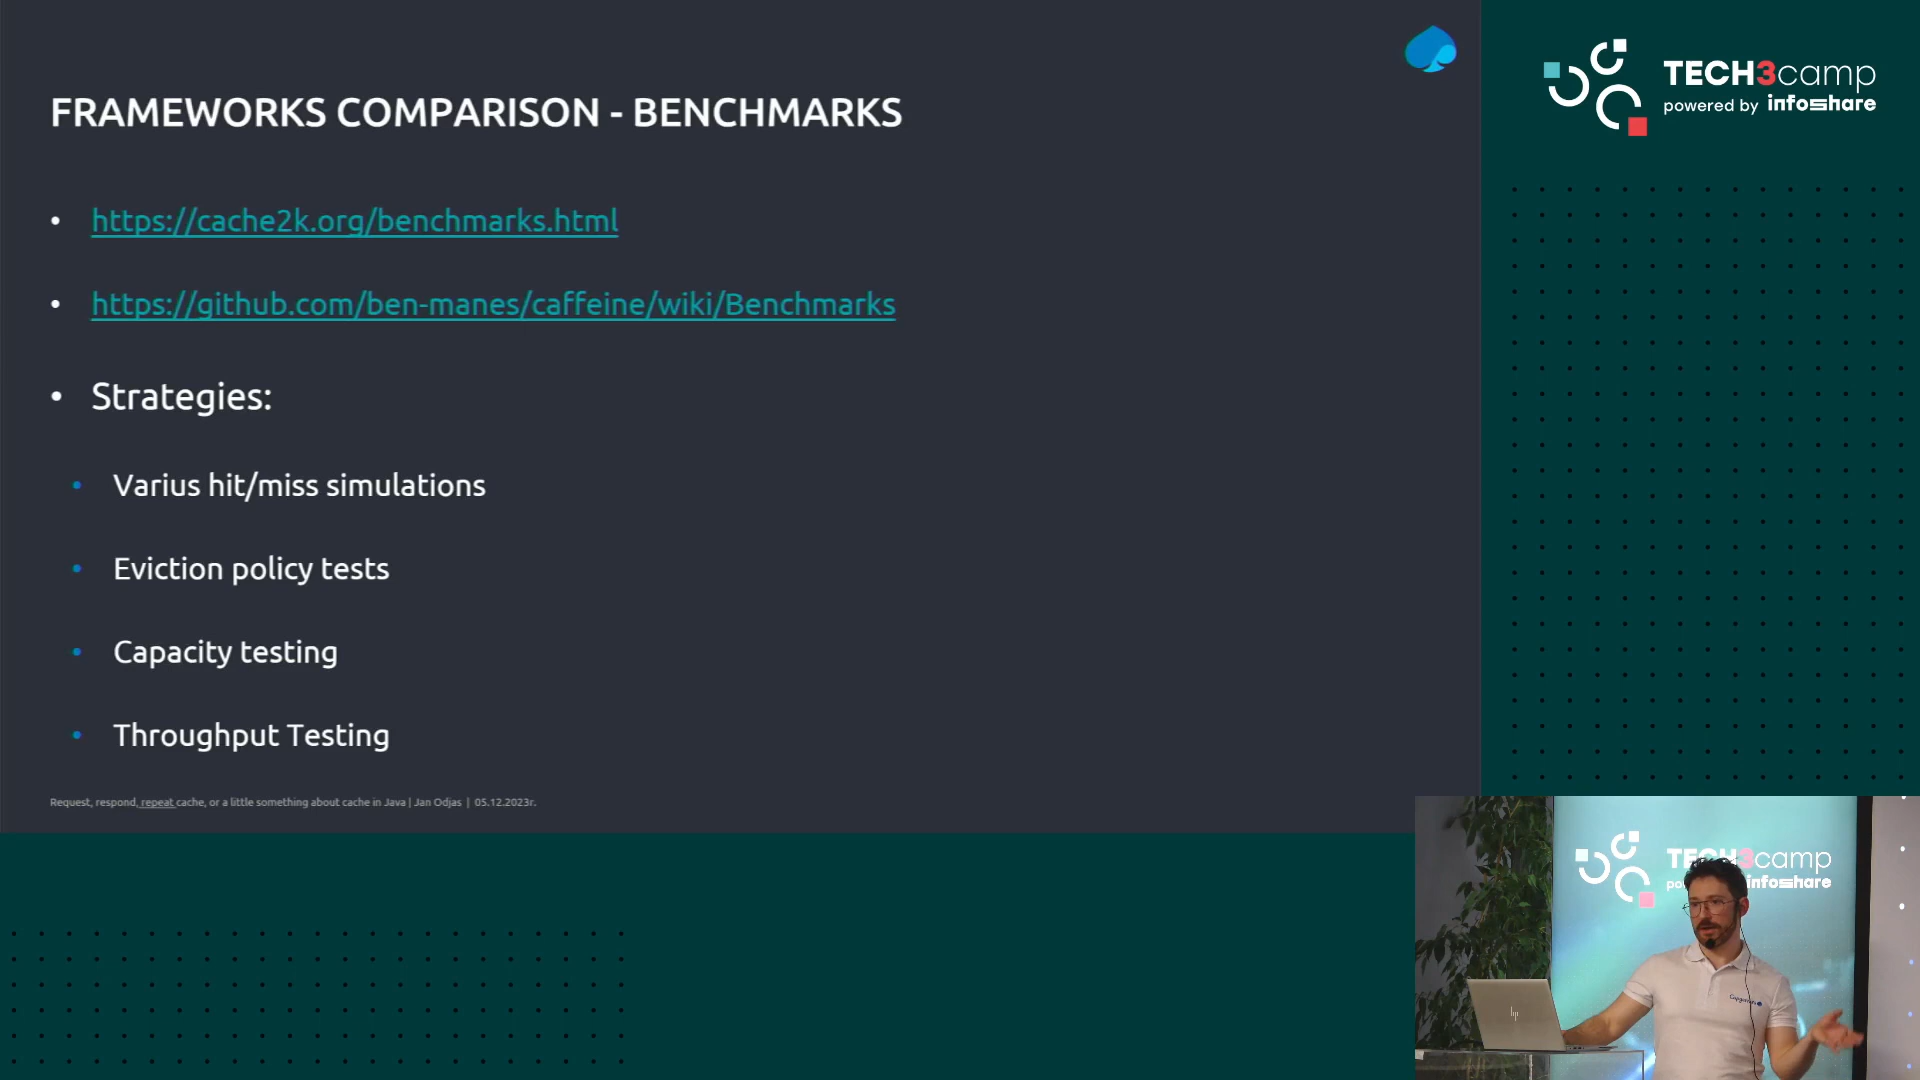 FRAMEWORKS COMPARISON - BENCHMARKS
• https://cache2k.org/benchmarks.html
• https://github.com/ben-manes/caffeine/wiki/Benchmarks
• Strategies:
• Varius hit/miss simulations
• Eviction policy tests
• Capacity testing
• Throughput Testing
Request, respond, repeat cache, or a little something about cache in Java | Jan Odjas | 05.12.2023r.
TECH3camp
powered by infoshare
TECH3camp
infoshare
Capgemini
hp